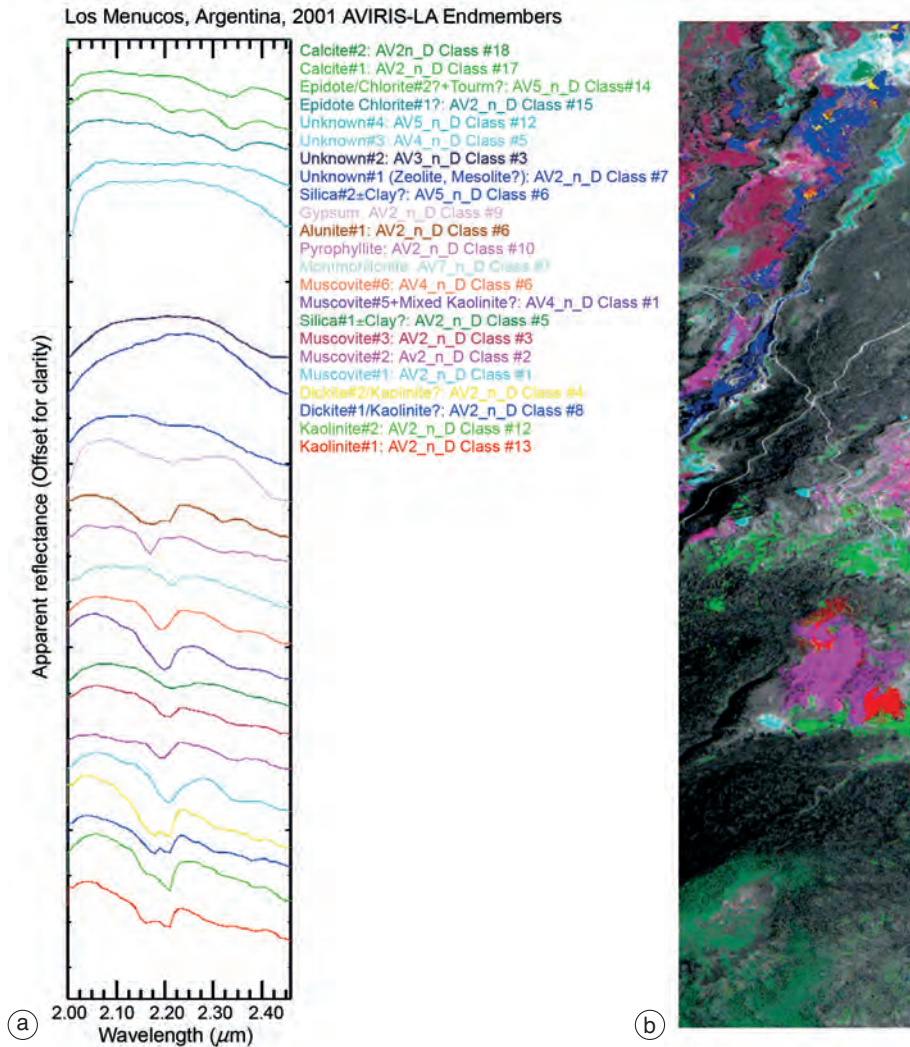 Los Menucos, Argentina, 2001 AVIRIS-LA Endmembers
Calcite#2: AV2n_D Class #18
Calcite#1: AV2_n_D Class #17
Epidote/Chlorite#2?+Tourm?: AV5_n_D Class#14
Epidote Chlorite#1?: AV2_n_D Class #15
Unknown#4: AV5_n_D Class #12
Unknown#3: AV4_n_D Class #5
Unknown#2: AV3_n_D Class #3
Unknown#1 (Zeolite, Mesolite?): AV2_n_D Class #7
Silica#2±Clay?: AV5_n_D Class #6
Gypsum: AV2_n_D Class #9
Alunite#1: AV2_n_D Class #6
Pyrophyllite: AV2_n_D Class #10
Montmorillonite: AV7_n_D Class
Muscovite#6: AV4_n_D Class #6
Muscovite#5+Mixed Kaolinite?: AV4_n_D Class #1
Silica#1±Clay?: AV2_n_D Class #5
Muscovite#3: AV2_n_D Class #3
Muscovite#2: Av2_n_D Class #2
Muscovite#1: AV2_n_D Class #1
Dickite#2/Kaolinite?: AV2_n_D Class #4
Dickite#1/Kaolinite?: AV2_n_D Class #8
Kaolinite#2: AV2_n_D Class #12
Kaolinite#1: AV2_n_D Class #13
Apparent reflectance (Offset for clarity)
2.00 2.10 2.20 2.30 2.40
Wavelength (μm)
a
b